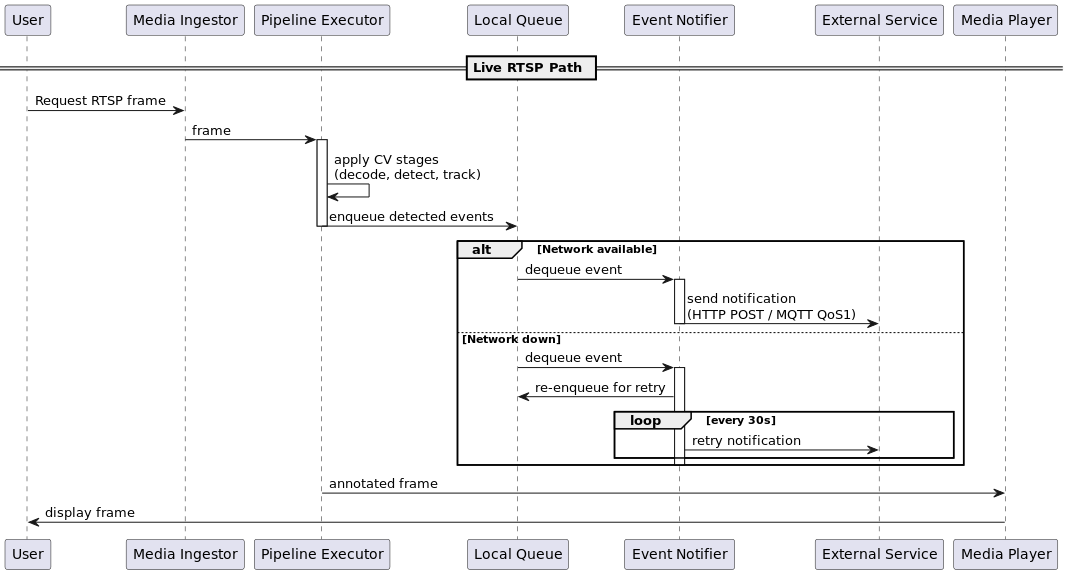 User
Media Ingestor
Pipeline Executor
Local Queue
Event Notifier
External Service
Media Player
Live RTSP Path
Request RTSP frame
frame
apply CV stages
(decode, detect, track)
enqueue detected events
alt
[Network available]
dequeue event
send notification
(HTTP POST / MQTT QoS1)
[Network down]
dequeue event
re-enqueue for retry
loop
[every 30s]
retry notification
annotated frame
display frame
User
Media Ingestor
Pipeline Executor
Local Queue
Event Notifier
External Service
Media Player